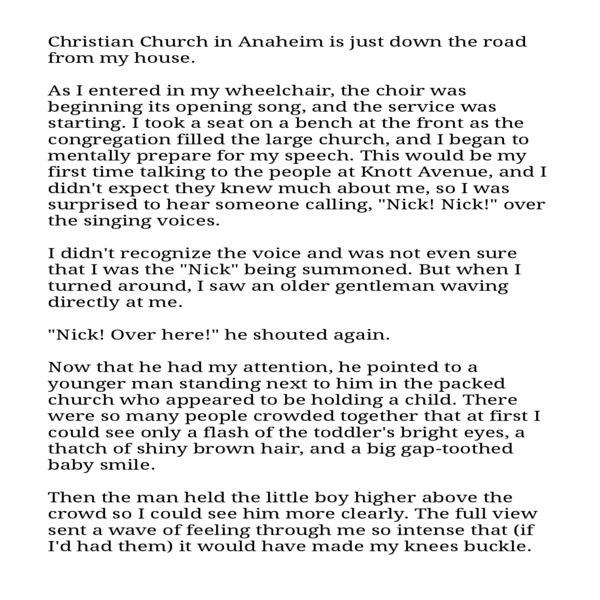 Christian Church in Anaheim is just down the road
from my house.
As I entered in my wheelchair, the choir was
beginning its opening song, and the service was
starting. I took a seat on a bench at the front as the
congregation filled the large church, and I began to
mentally prepare for my speech. This would be my
first time talking to the people at Knott Avenue, and I
didn't expect they knew much about me, so I was
surprised to hear someone calling, "Nick! Nick!" over
the singing voices.
I didn't recognize the voice and was not even sure
that I was the "Nick" being summoned. But when I
turned around, I saw an older gentleman waving
directly at me.
"Nick! Over here!" he shouted again.
Now that he had my attention, he pointed to a
younger man standing next to him in the packed
church who appeared to be holding a child. There
were so many people crowded together that at first I
could see only a flash of the toddler's bright eyes, a
thatch of shiny brown hair, and a big gap-toothed
baby smile.
Then the man held the little boy higher above the
crowd so I could see him more clearly. The full view
sent a wave of feeling through me so intense that (if
I'd had them) it would have made my knees buckle.